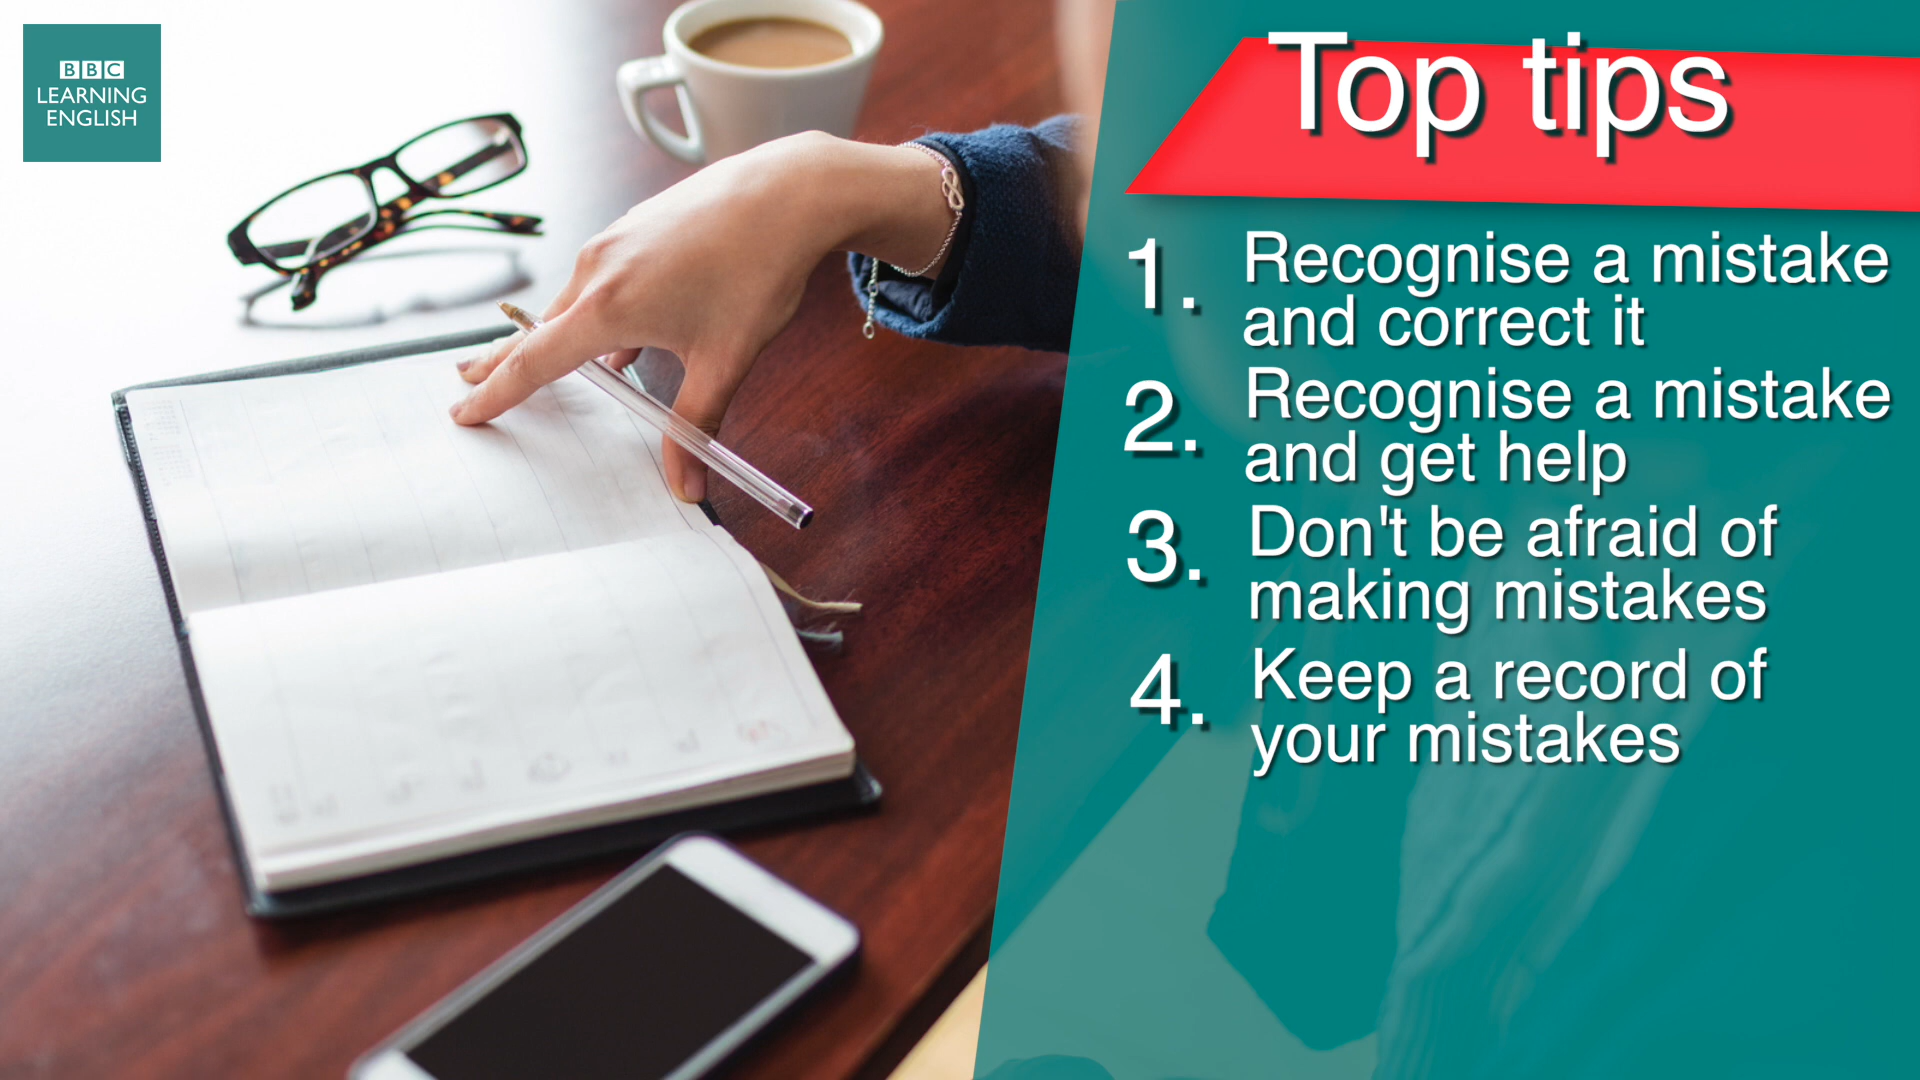 BBC
LEARNING
ENGLISH
Top tips
1. Recognise a mistake
and correct it
2. Recognise a mistake
and get help
3. Don't be afraid of
making mistakes
4. Keep a record of
your mistakes